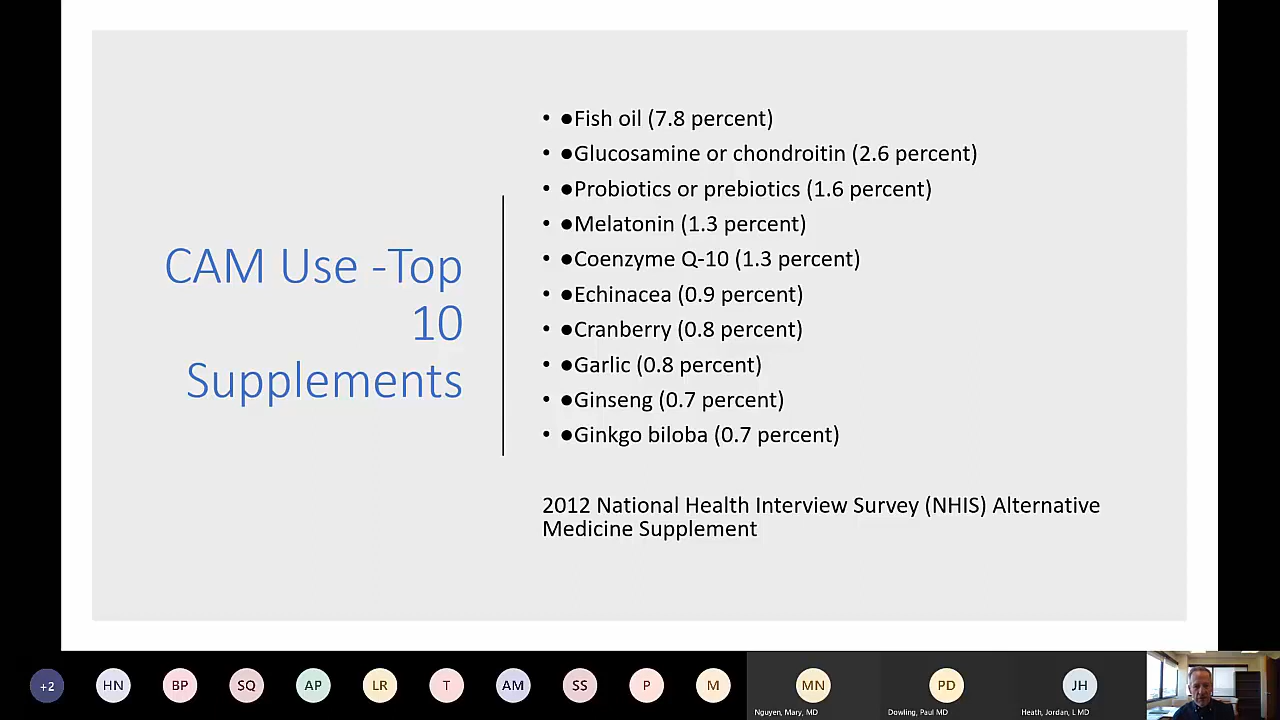 CAM Use -Top
10
Supplements
• ●Fish oil (7.8 percent)
• ●Glucosamine or chondroitin (2.6 percent)
• ●Probiotics or prebiotics (1.6 percent)
• ●Melatonin (1.3 percent)
• ●Coenzyme Q-10 (1.3 percent)
• ●Echinacea (0.9 percent)
• ●Cranberry (0.8 percent)
• ●Garlic (0.8 percent)
• ●Ginseng (0.7 percent)
• ●Ginkgo biloba (0.7 percent)
2012 National Health Interview Survey (NHIS) Alternative
Medicine Supplement
+2 HN BP SQ AP LR T AM SS P M MN PD JH
Nguyen, Mary, MD Dowling, Paul MD Heath, Jordan, L MD